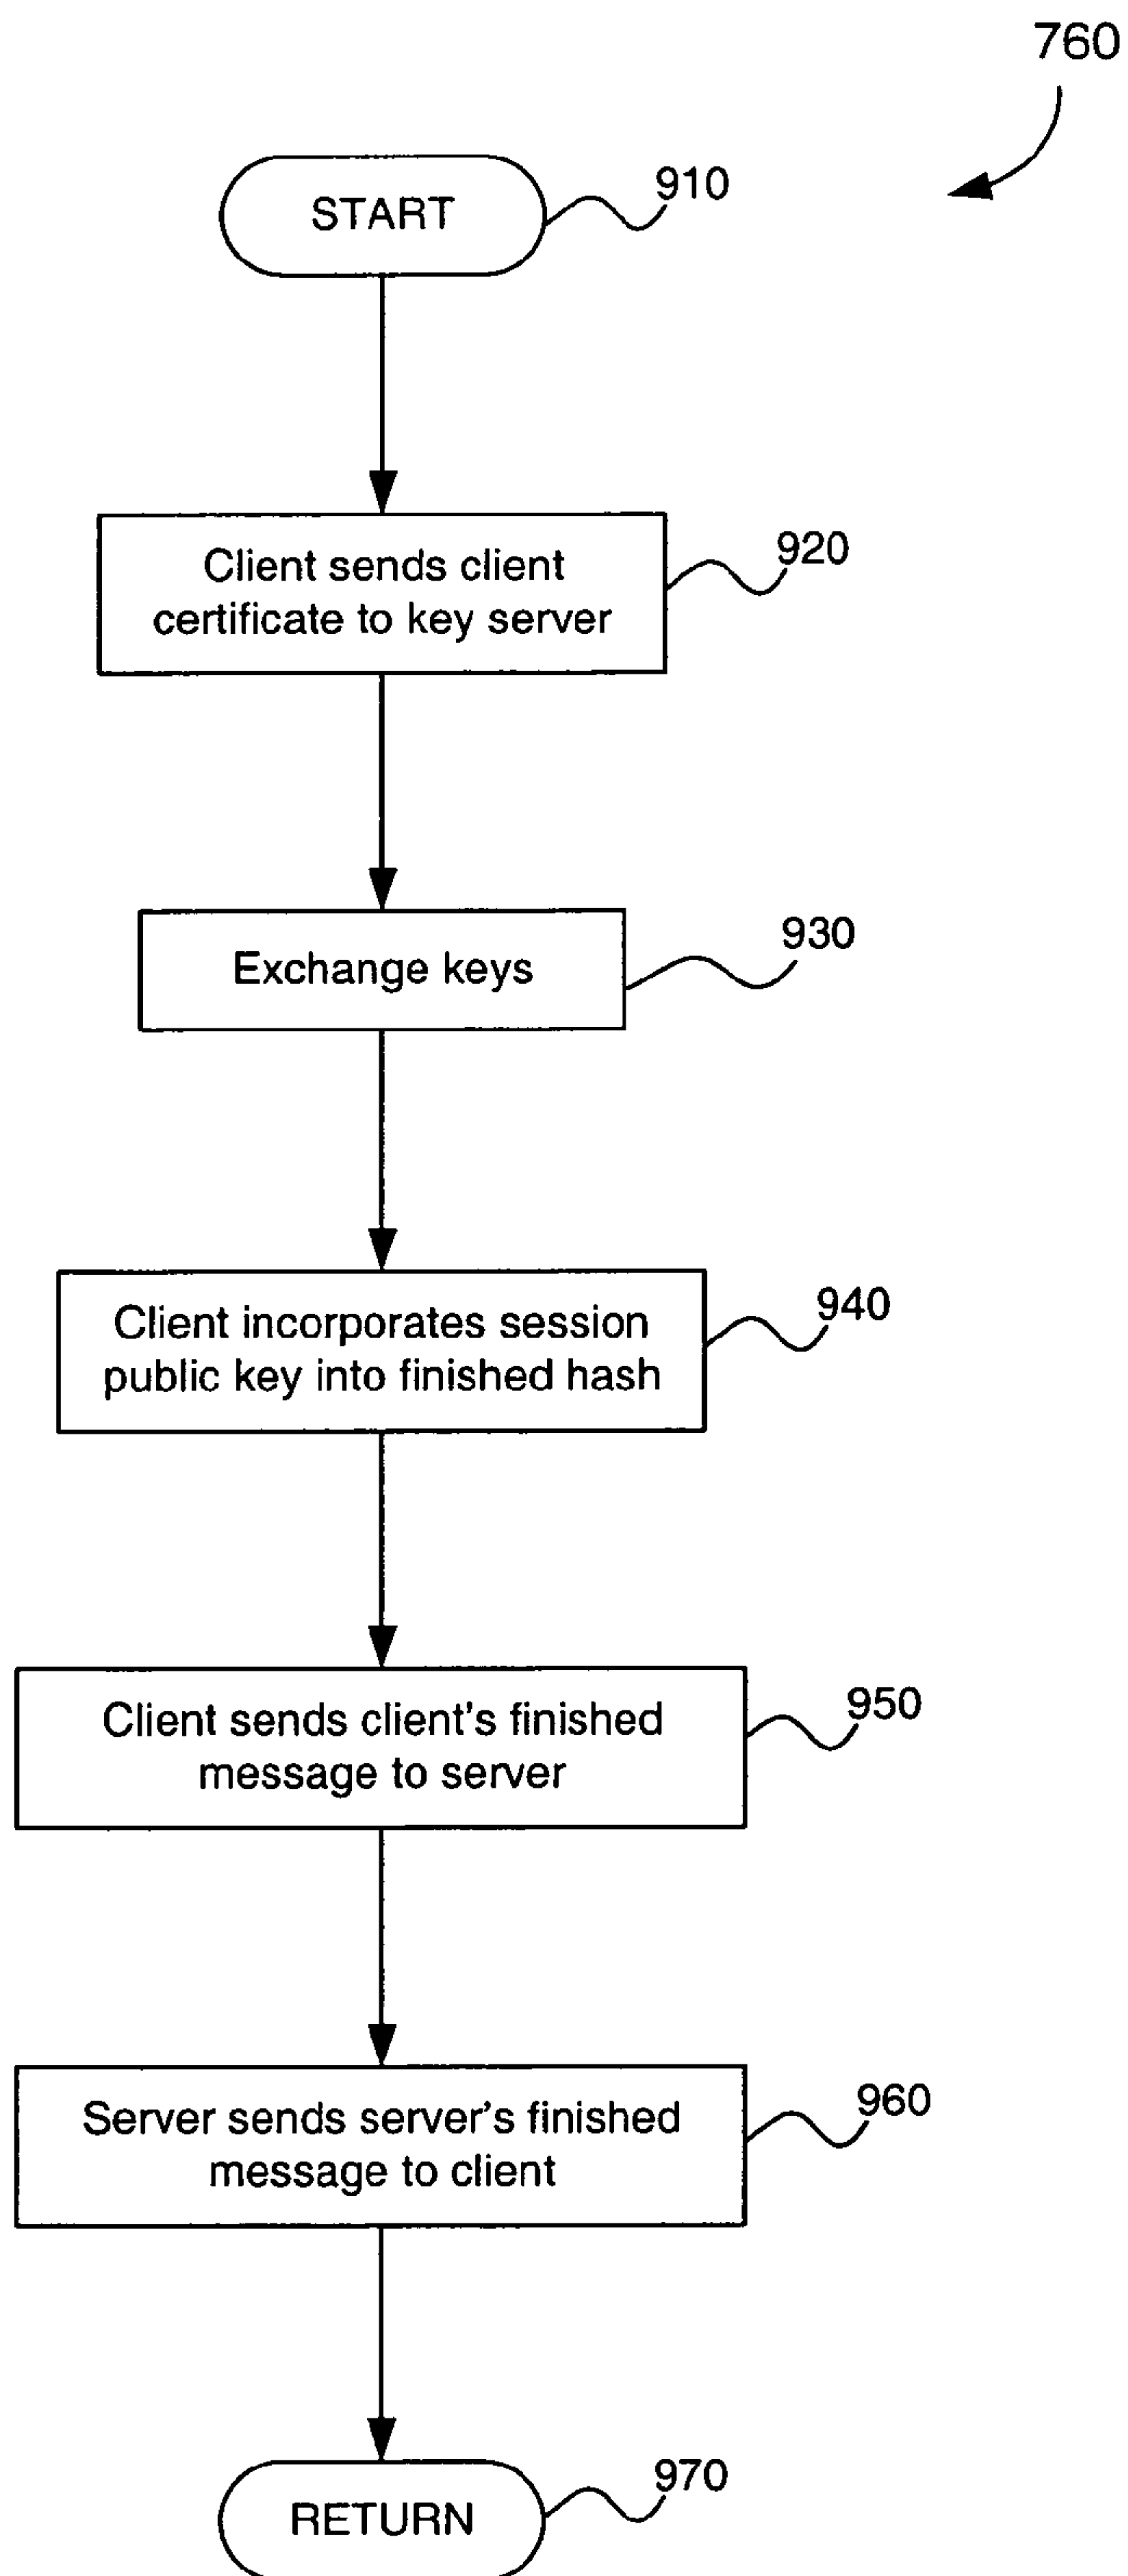 760
START
910
Client sends client
certificate to key server
920
Exchange keys
930
Client incorporates session
public key into finished hash
940
Client sends client's finished
message to server
950
Server sends server’s finished
message to client
960
RETURN
970